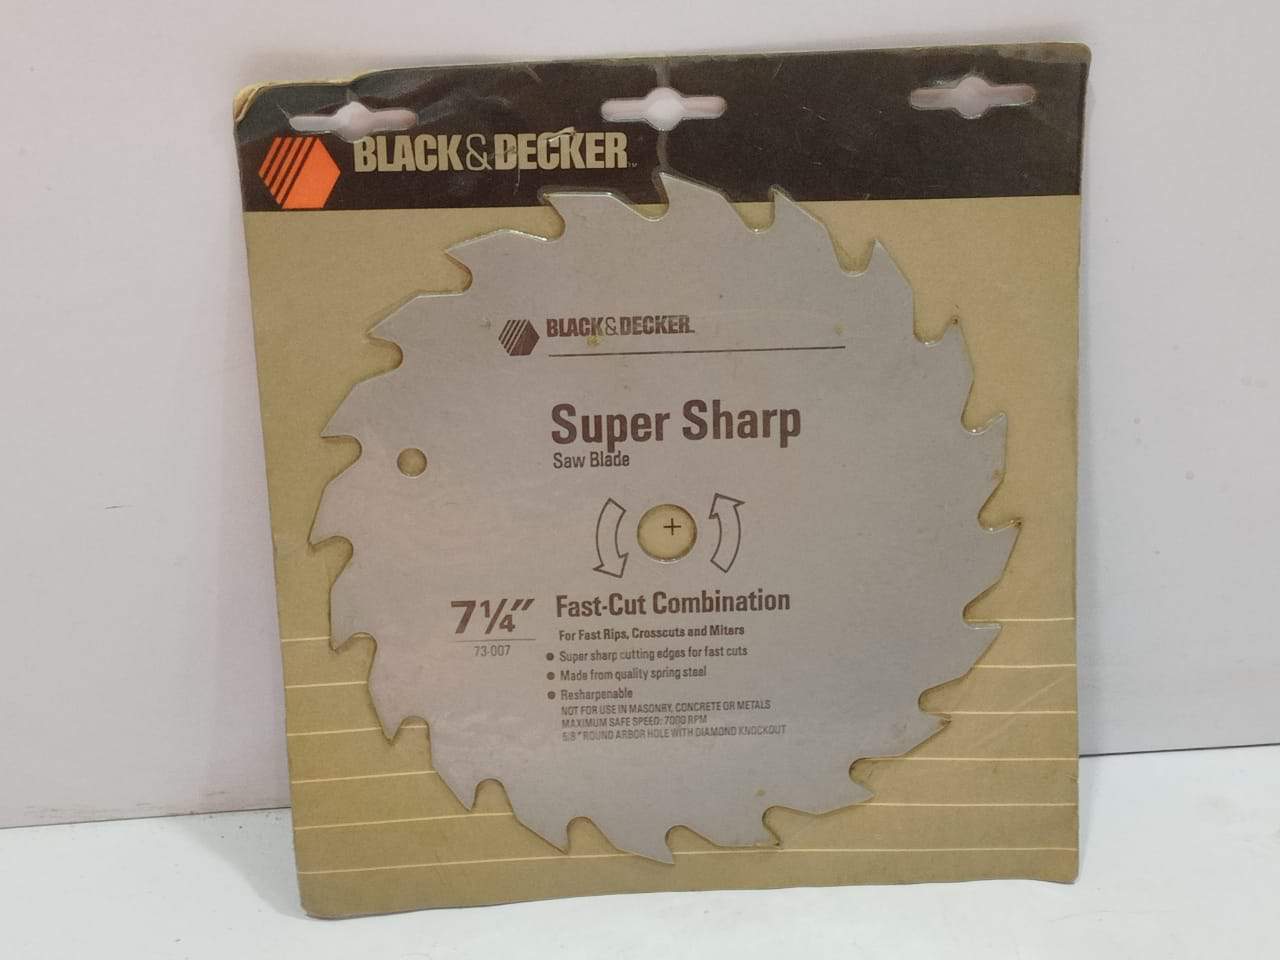 BLACK&DECKER™
BLACK&DECKER™
Super Sharp
Saw Blade
7¼"
73-007
Fast-Cut Combination
For Fast Rips, Crosscuts and Miters
• Super sharp cutting edges for fast cuts
• Made from quality spring steel
• Resharpenable
NOT FOR USE IN MASONRY, CONCRETE OR METALS
MAXIMUM SAFE SPEED: 7000 RPM
5/8" ROUND ARBOR HOLE WITH DIAMOND KNOCKOUT